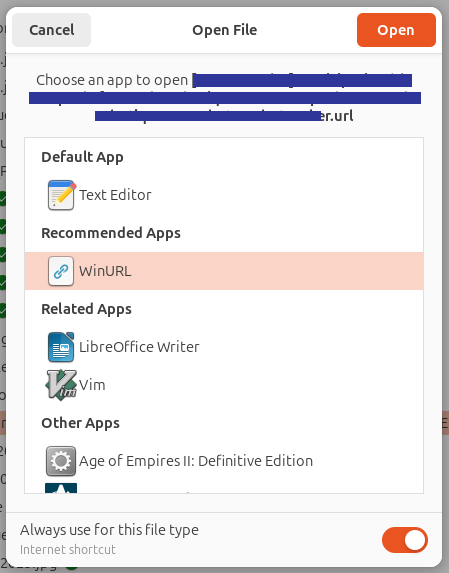 Cancel
Open File
Open
Choose an app to open
.url
Default App
Text Editor
Recommended Apps
WinURL
Related Apps
LibreOffice Writer
Vim
Other Apps
Age of Empires II: Definitive Edition
Always use for this file type
Internet shortcut